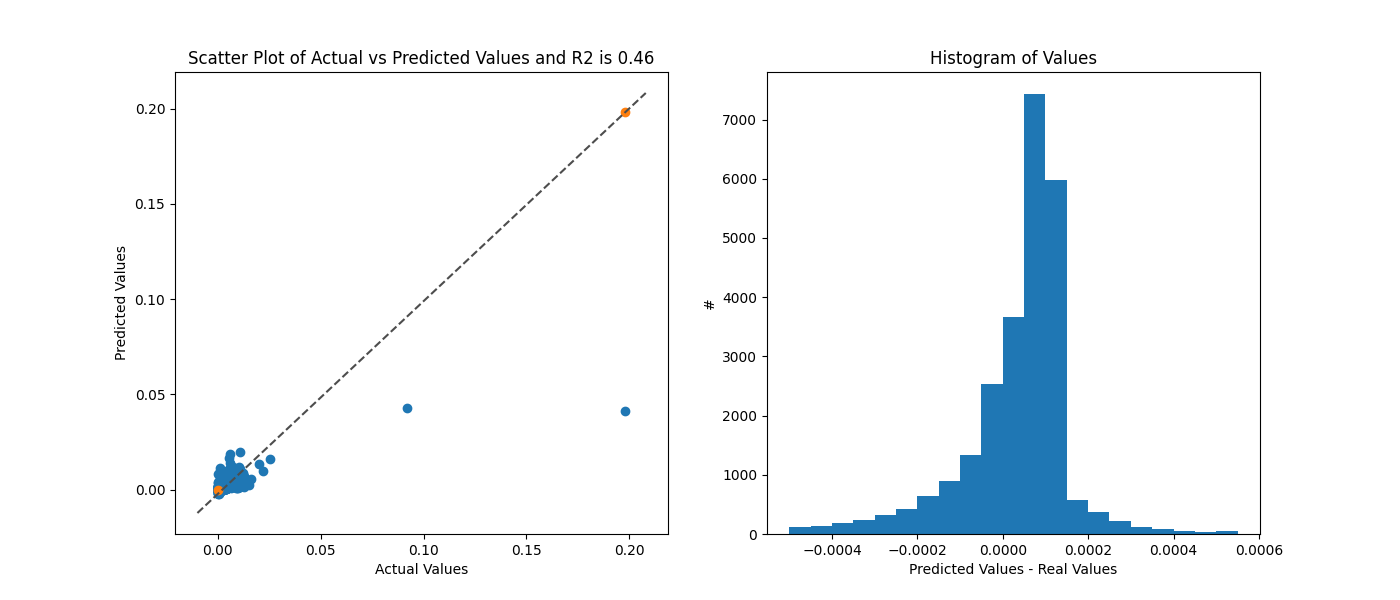 Scatter Plot of Actual vs Predicted Values and R2 is 0.46
0.20
0.15
0.10
0.05
0.00
Predicted Values
0.00 0.05 0.10 0.15 0.20
Actual Values
Histogram of Values
7000
6000
5000
4000
3000
2000
1000
0
#
−0.0004 −0.0002 0.0000 0.0002 0.0004 0.0006
Predicted Values - Real Values